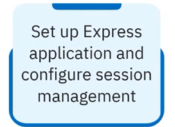 Set up Express
application and
configure session
management